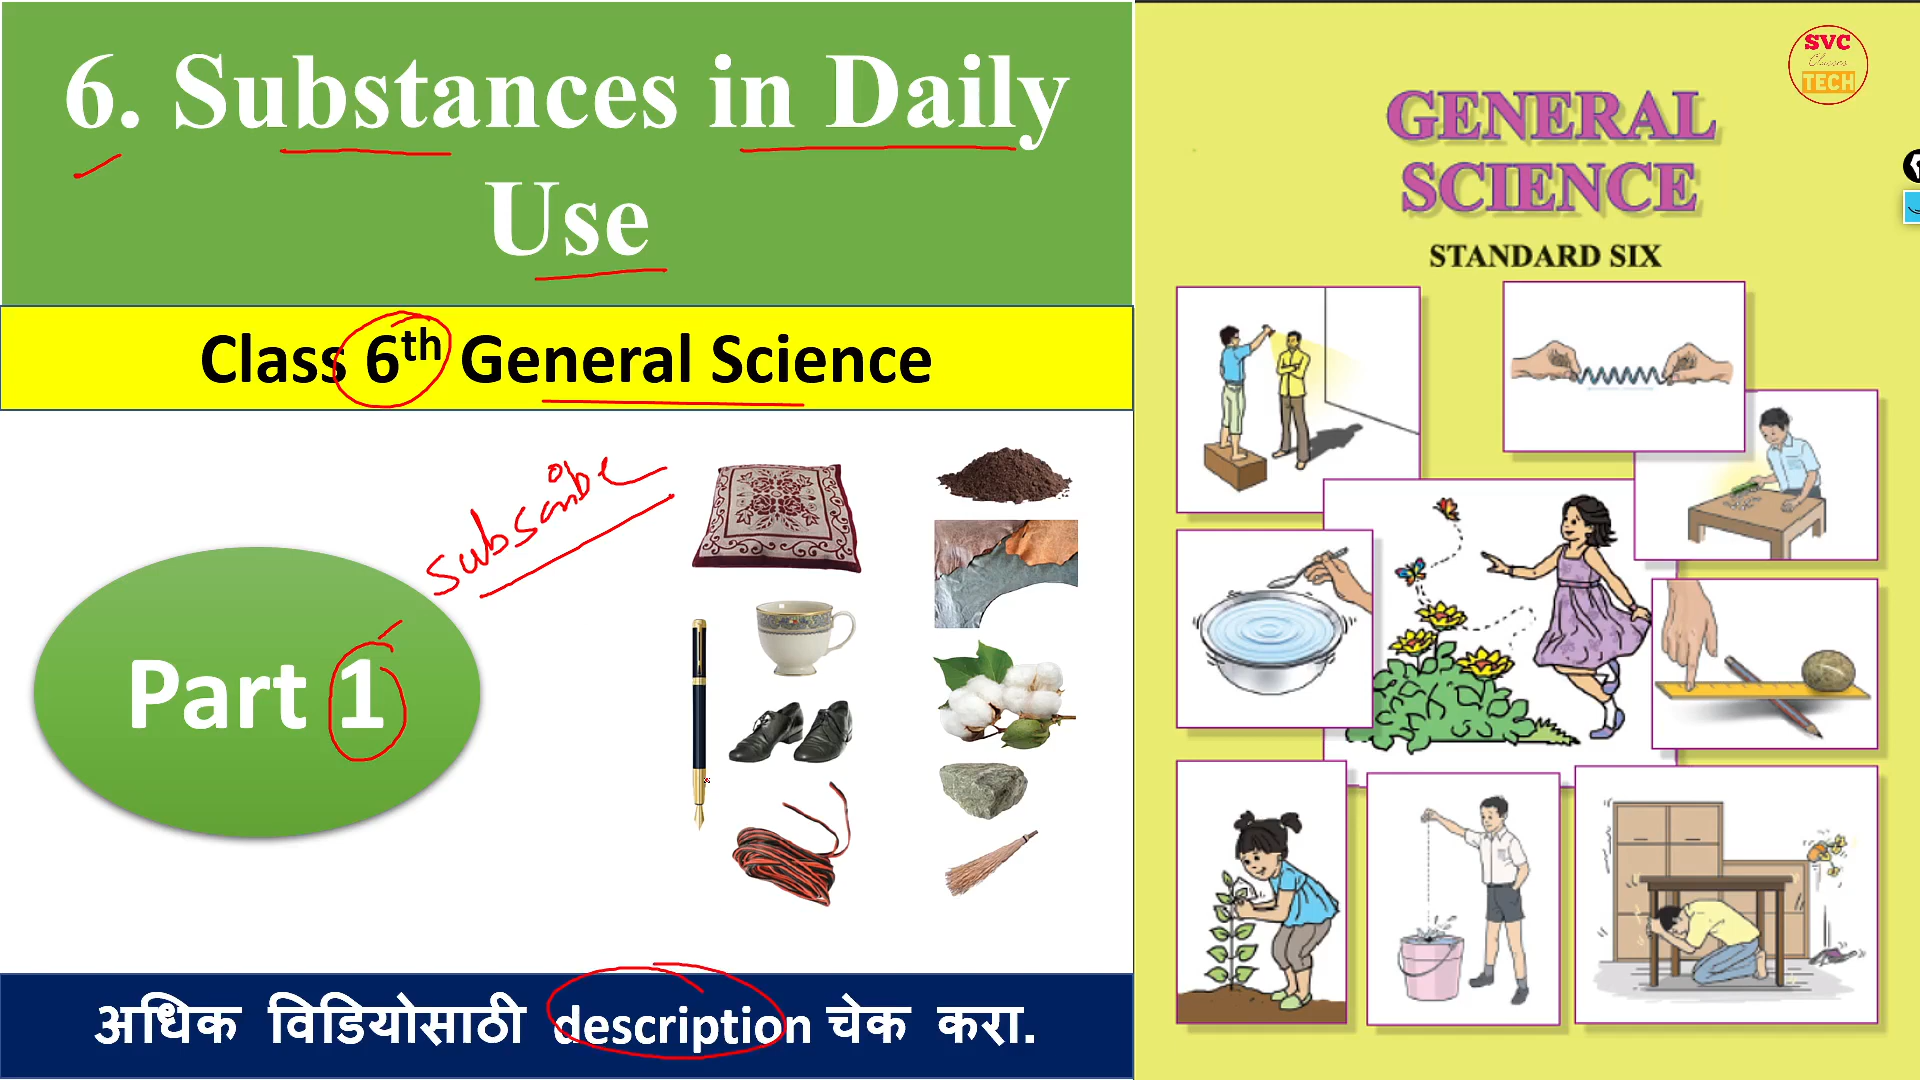 6. Substances in Daily
Use
Class 6th General Science
subscribe
Part 1
अधिक विडियोसाठी description चेक करा.
SVC
Classes
TECH
GENERAL
SCIENCE
STANDARD SIX